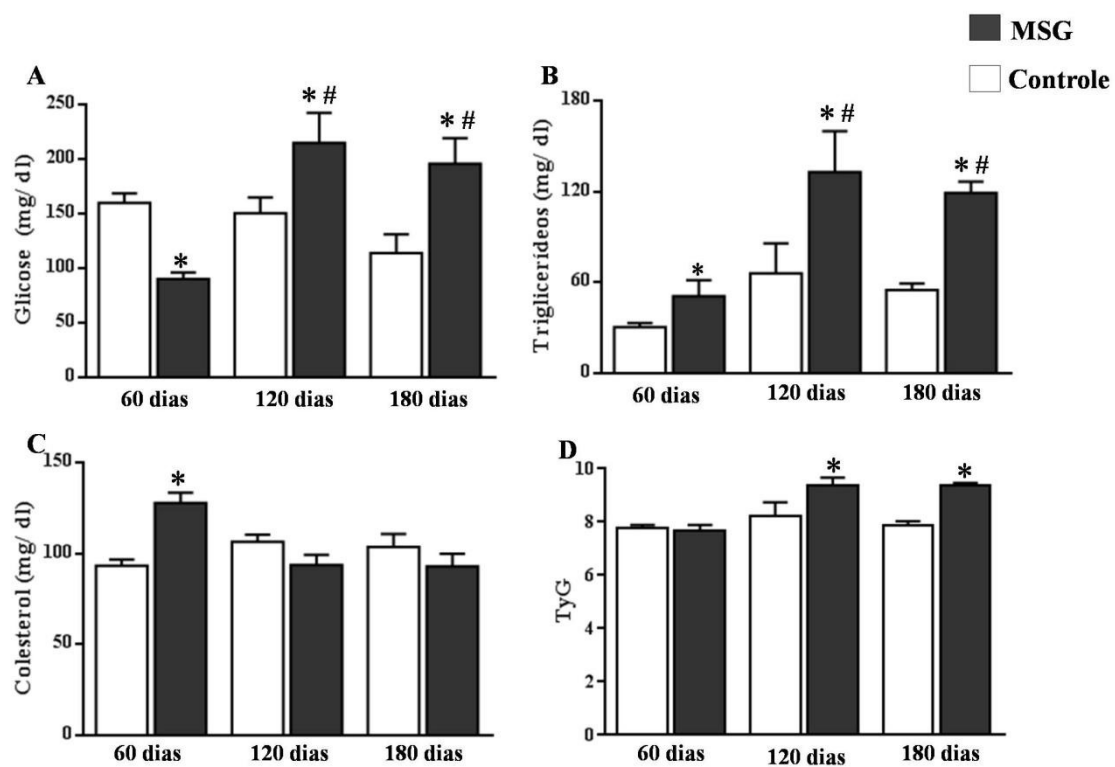 MSG
Controle
A
Glicose (mg/ dl)
250
200
150
100
50
0
*
* #
* #
60 dias
120 dias
180 dias
B
Triglicerídeos (mg/ dl)
180
120
60
0
*
* #
* #
60 dias
120 dias
180 dias
C
Colesterol (mg/ dl)
150
100
50
0
*
60 dias
120 dias
180 dias
D
TyG
10
8
6
4
2
0
*
*
60 dias
120 dias
180 dias